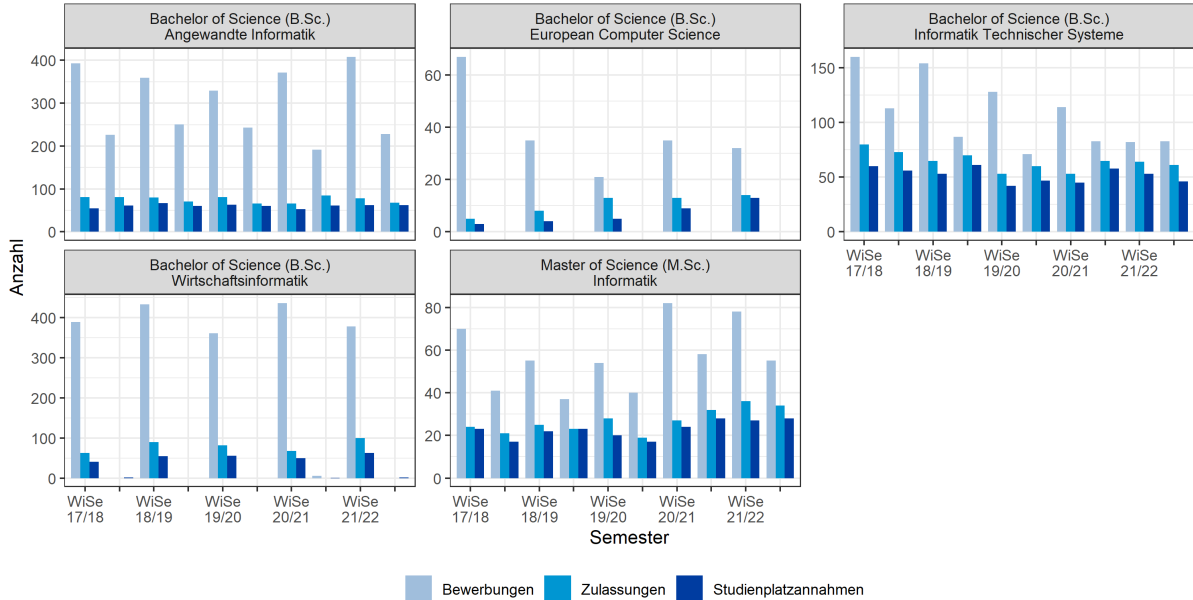 Bachelor of Science (B.Sc.)
Angewandte Informatik
Bachelor of Science (B.Sc.)
European Computer Science
Bachelor of Science (B.Sc.)
Informatik Technischer Systeme
400
300
200
100
0
60
40
20
0
150
100
50
0
WiSe
17/18
WiSe
18/19
WiSe
19/20
WiSe
20/21
WiSe
21/22
Anzahl
Bachelor of Science (B.Sc.)
Wirtschaftsinformatik
Master of Science (M.Sc.)
Informatik
400
300
200
100
0
80
60
40
20
0
WiSe
17/18
WiSe
18/19
WiSe
19/20
WiSe
20/21
WiSe
21/22
WiSe
17/18
WiSe
18/19
WiSe
19/20
WiSe
20/21
WiSe
21/22
Semester
Bewerbungen
Zulassungen
Studienplatzannahmen